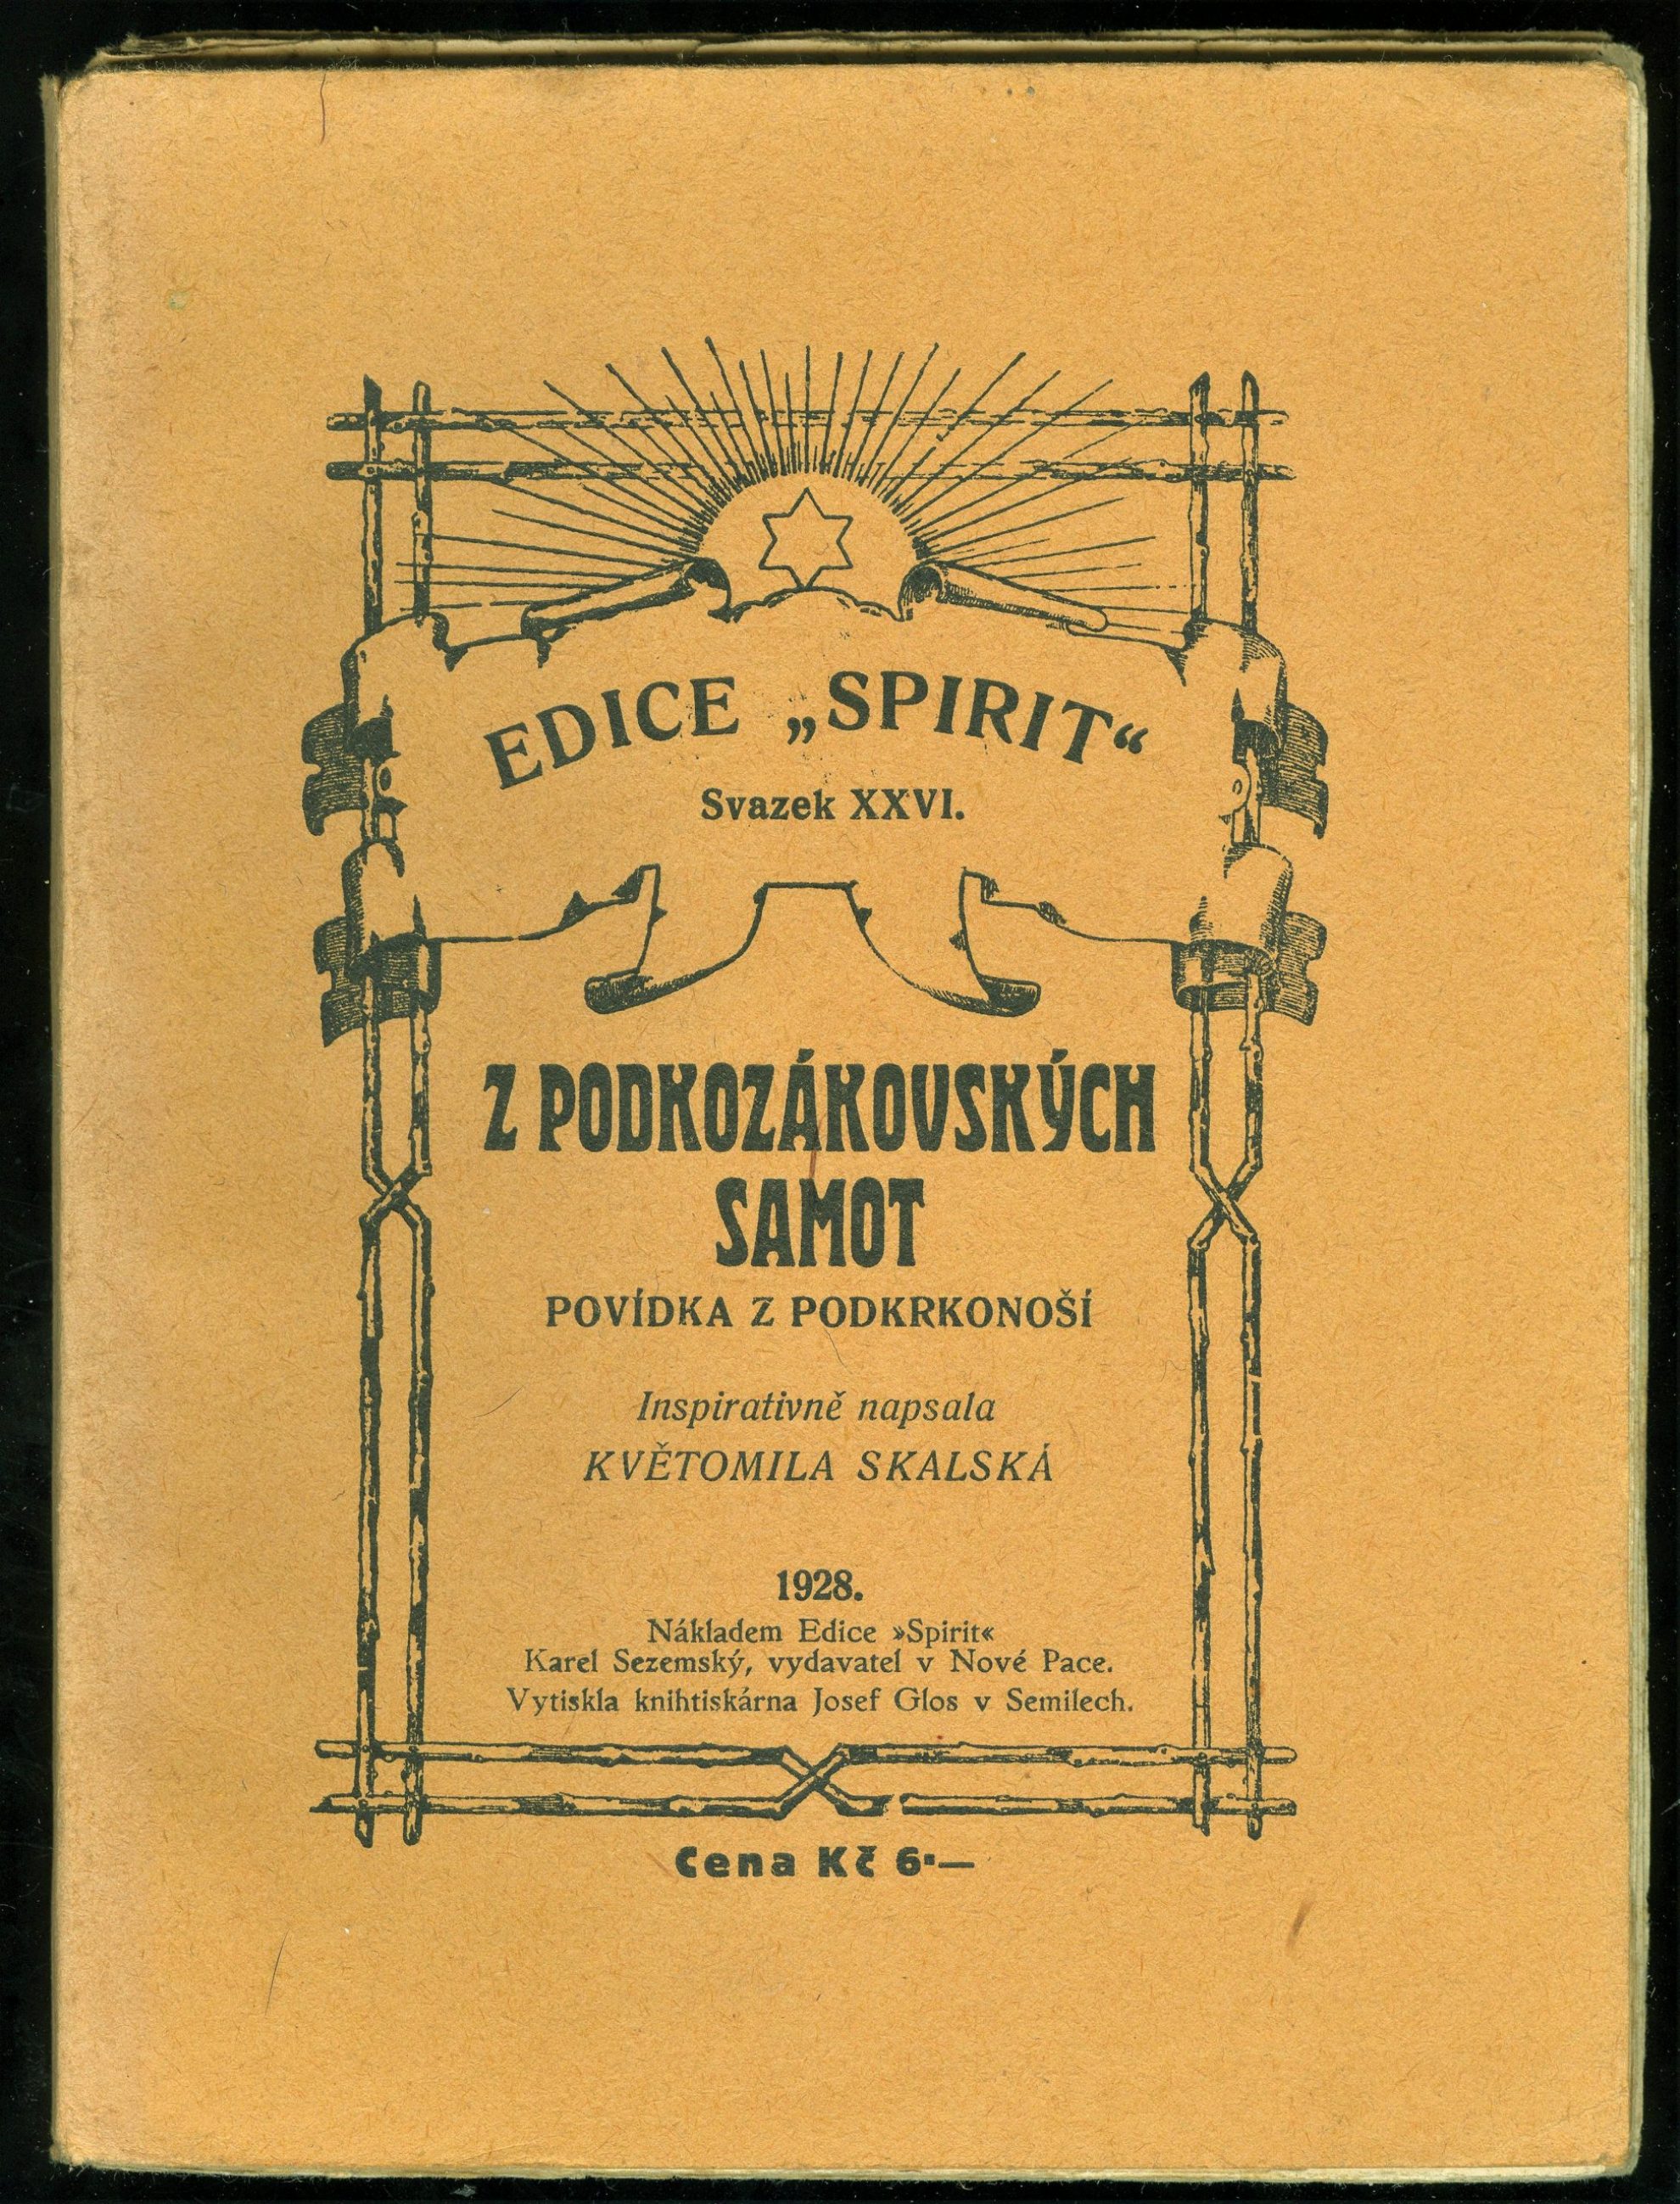 EDICE „SPIRIT“
Svazek XXVI.
Z PODKOZÁKOVSKÝCH
SAMOT
POVÍDKA Z PODKRKONOŠÍ
Inspirativně napsala
KVĚTOMILA SKALSKÁ
1928.
Nákladem Edice »Spirit«
Karel Sezemský, vydavatel v Nové Pace.
Vytiskla knihtiskárna Josef Glos v Semilech.
Cena Kč 6·—